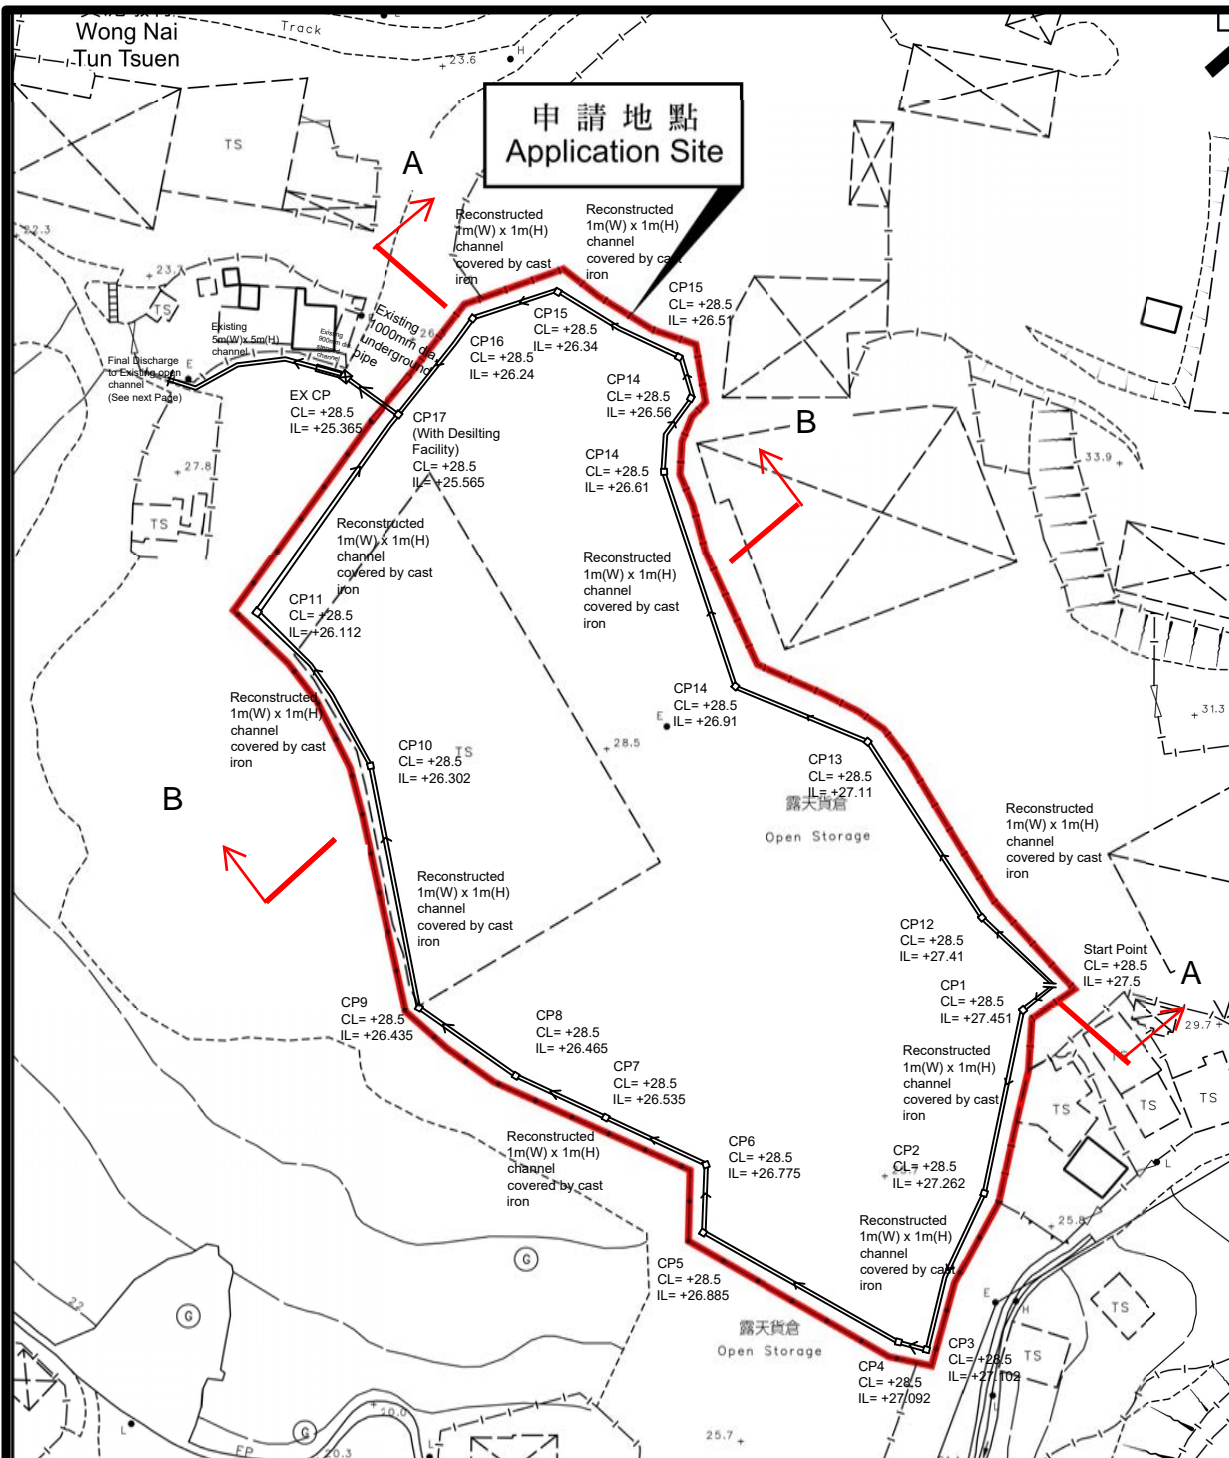 Wong Nai
Tun Tsuen
Track
23.6
H
L
申請地點
Application Site
TS
A
22.3
23.7
TS
Reconstructed
1m(W) x 1m(H)
channel
covered by cast
iron
Reconstructed
1m(W) x 1m(H)
channel
covered by cast
iron
CP15
CL= +28.5
IL= +26.51
CP15
CL= +28.5
IL= +26.34
CP16
CL= +28.5
IL= +26.24
Existing
1000mm dia.
underground
pipe
Existing
900mm dia.
stepped
channel
Existing
5m(W)x 5m(H)
channel
Final Discharge
to Existing open
channel
(See next Page)
E
EX CP
CL= +28.5
IL= +25.365
CP17
(With Desilting
Facility)
CL= +28.5
IL= +25.565
CP14
CL= +28.5
IL= +26.56
B
CP14
CL= +28.5
IL= +26.61
33.9
27.8
TS
Reconstructed
1m(W) x 1m(H)
channel
covered by cast
iron
Reconstructed
1m(W) x 1m(H)
channel
covered by cast
iron
CP11
CL= +28.5
IL= +26.112
CP14
CL= +28.5
IL= +26.91
E
28.5
31.3
Reconstructed
1m(W) x 1m(H)
channel
covered by cast
iron
CP10
CL= +28.5
IL= +26.302
TS
CP13
CL= +28.5
IL= +27.11
露天貨倉
Open Storage
B
Reconstructed
1m(W) x 1m(H)
channel
covered by cast
iron
Reconstructed
1m(W) x 1m(H)
channel
covered by cast
iron
CP12
CL= +28.5
IL= +27.41
Start Point
CL= +28.5
IL= +27.5
A
CP1
CL= +28.5
IL= +27.451
29.7
CP9
CL= +28.5
IL= +26.435
CP8
CL= +28.5
IL= +26.465
CP7
CL= +28.5
IL= +26.535
Reconstructed
1m(W) x 1m(H)
channel
covered by cast
iron
TS
TS
TS
Reconstructed
1m(W) x 1m(H)
channel
covered by cast
iron
CP6
CL= +28.5
IL= +26.775
CP2
CL= +28.5
IL= +27.262
L
25.8
Reconstructed
1m(W) x 1m(H)
channel
covered by cast
iron
G
CP5
CL= +28.5
IL= +26.885
E
H
TS
22
G
露天貨倉
Open Storage
CP3
CL= +28.5
IL= +27.102
TS
CP4
CL= +28.5
IL= +27.092
L
L
G
EP
20.3
L
25.7